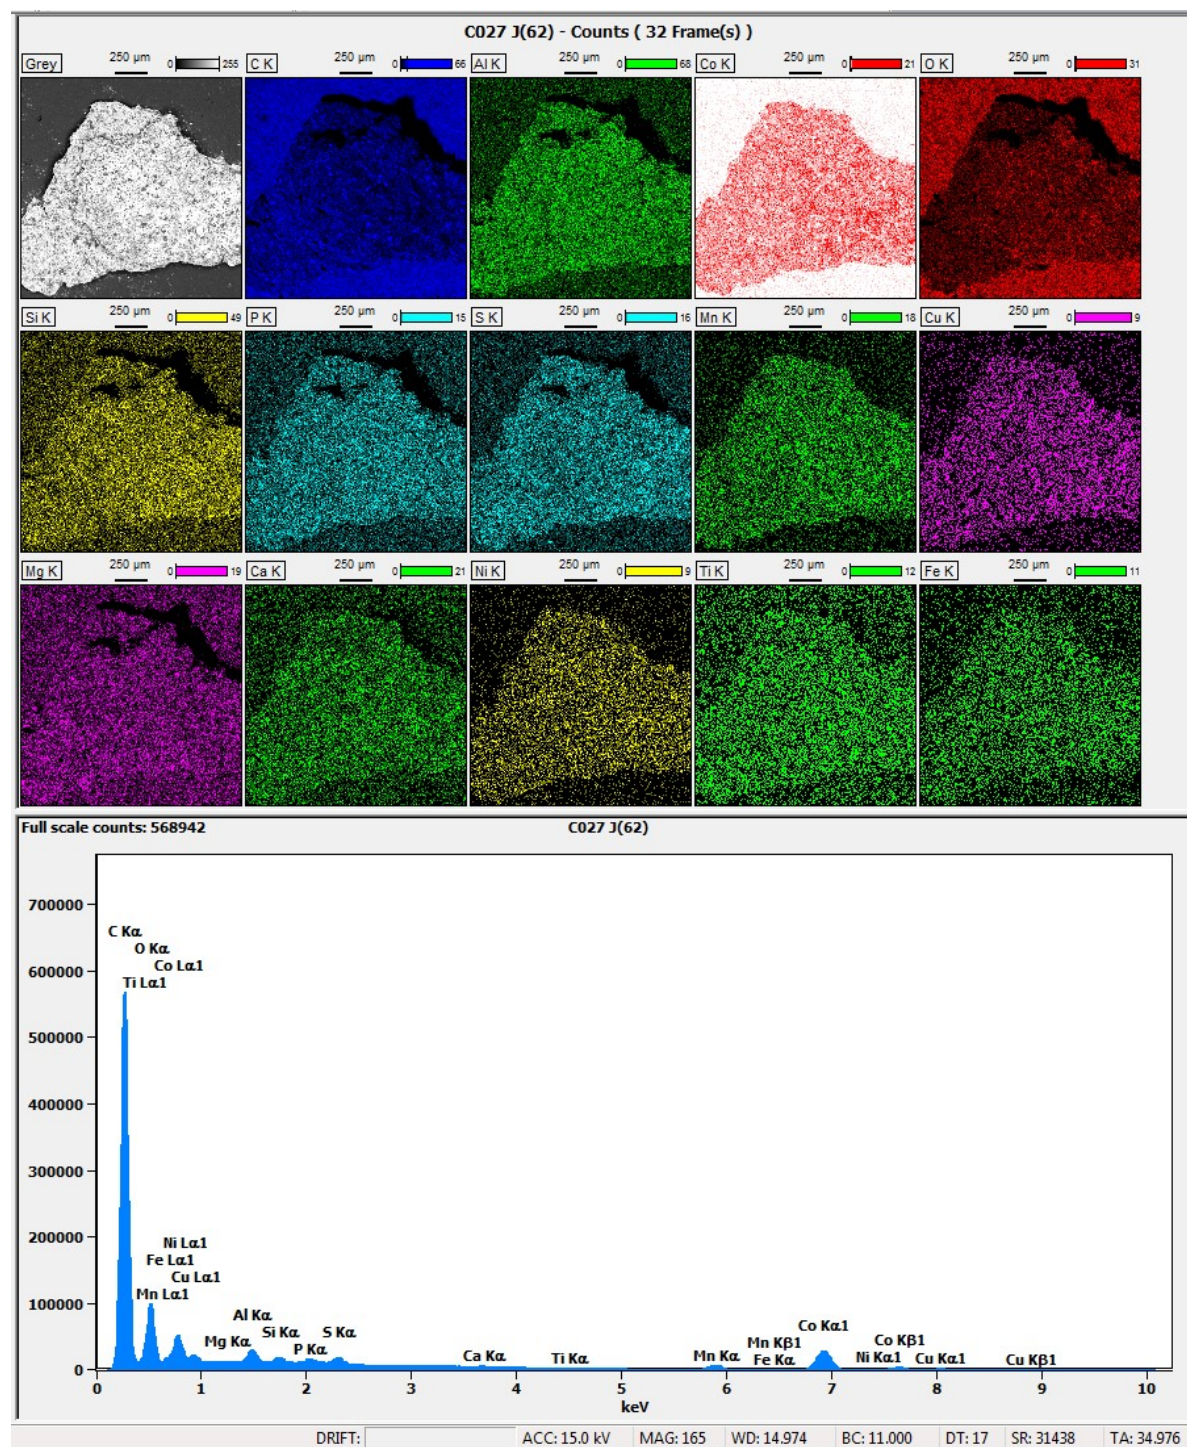 C027 J(62) - Counts ( 32 Frame(s) )
Grey 250 µm 0 255 C K 250 µm 0 66 Al K 250 µm 0 68 Co K 250 µm 0 21 O K 250 µm 0 31
Si K 250 µm 0 49 P K 250 µm 0 15 S K 250 µm 0 16 Mn K 250 µm 0 18 Cu K 250 µm 0 9
Mg K 250 µm 0 19 Ca K 250 µm 0 21 Ni K 250 µm 0 9 Ti K 250 µm 0 12 Fe K 250 µm 0 11
Full scale counts: 568942 C027 J(62)
700000
C Kα
O Kα
Co Lα1
600000
Ti Lα1
500000
400000
300000
200000
Ni Lα1
Fe Lα1
Cu Lα1
Mn Lα1
100000
Al Kα
Mg Kα
Si Kα
S Kα
P Kα
Ca Kα
Ti Kα
Mn Kα
Mn Kβ1
Fe Kα
Co Kα1
Co Kβ1
Ni Kα1
Cu Kα1
Cu Kβ1
0
0 1 2 3 4 5 6 7 8 9 10
keV
DRIFT: ACC: 15.0 kV MAG: 165 WD: 14.974 BC: 11.000 DT: 17 SR: 31438 TA: 34.976